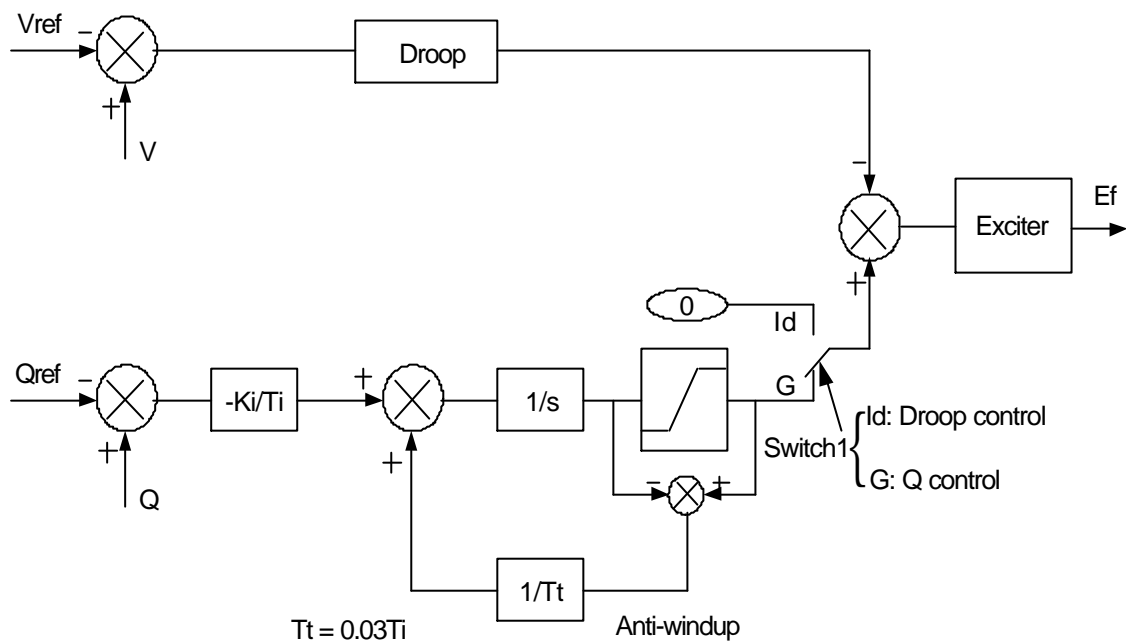 Vref
-
+
V
Droop
-
+
Exciter
Ef
0
Id
Qref
-
+
Q
-Ki/Ti
+
+
1/s
G
Switch1
Id: Droop control
G: Q control
-
+
1/Tt
Tt = 0.03Ti
Anti-windup